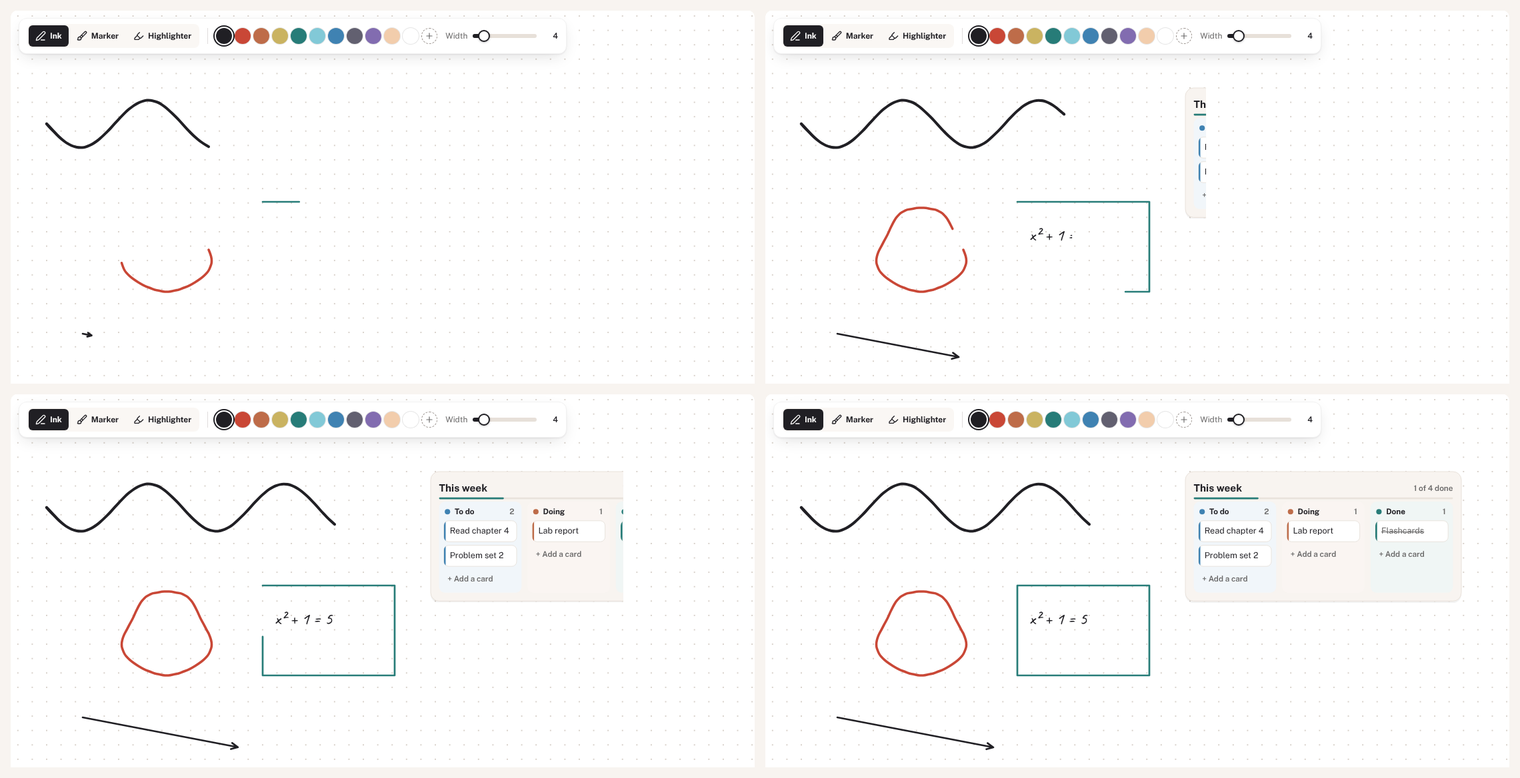 Ink Marker Highlighter Width 4
Ink Marker Highlighter Width 4
Th
x² + 1
Ink Marker Highlighter Width 4
This week
To do 2 Doing 1
Read chapter 4 Lab report
Problem set 2 + Add a card
+ Add a card
x² + 1 = 5
Ink Marker Highlighter Width 4
This week 1 of 4 done
To do 2 Doing 1 Done 1
Read chapter 4 Lab report Flashcards
Problem set 2 + Add a card + Add a card
+ Add a card
x² + 1 = 5